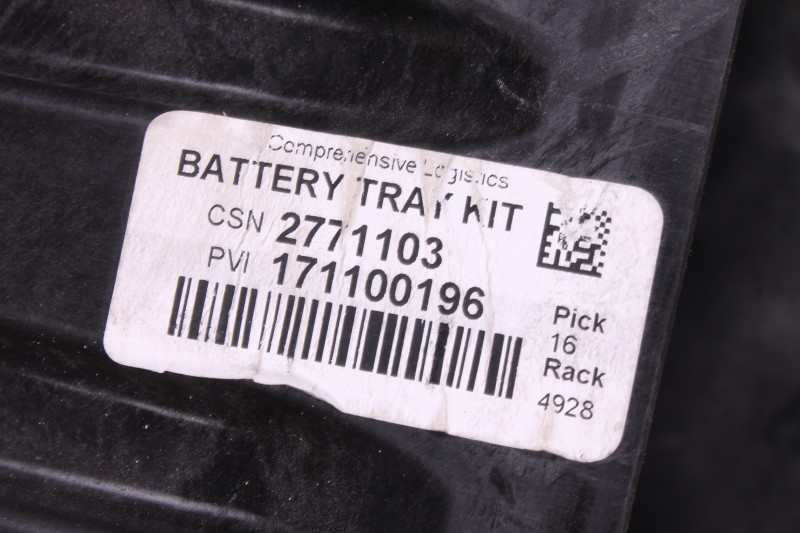 Comprehensive Logistics
BATTERY TRAY KIT
CSN 2771103
PVI 171100196
Pick
16
Rack
4928